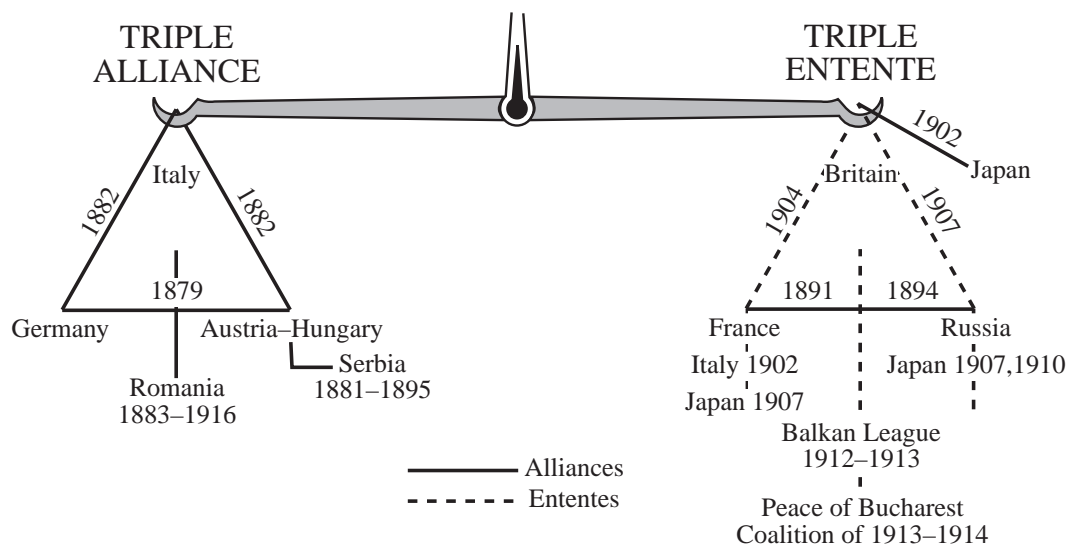 TRIPLE
ALLIANCE
TRIPLE
ENTENTE
Italy
1882
1882
1879
Germany
Austria–Hungary
Serbia
1881–1895
Romania
1883–1916
1902
Japan
Britain
1904
1907
1891
1894
France
Russia
Italy 1902
Japan 1907,1910
Japan 1907
Balkan League
1912–1913
Peace of Bucharest
Coalition of 1913–1914
Alliances
Ententes